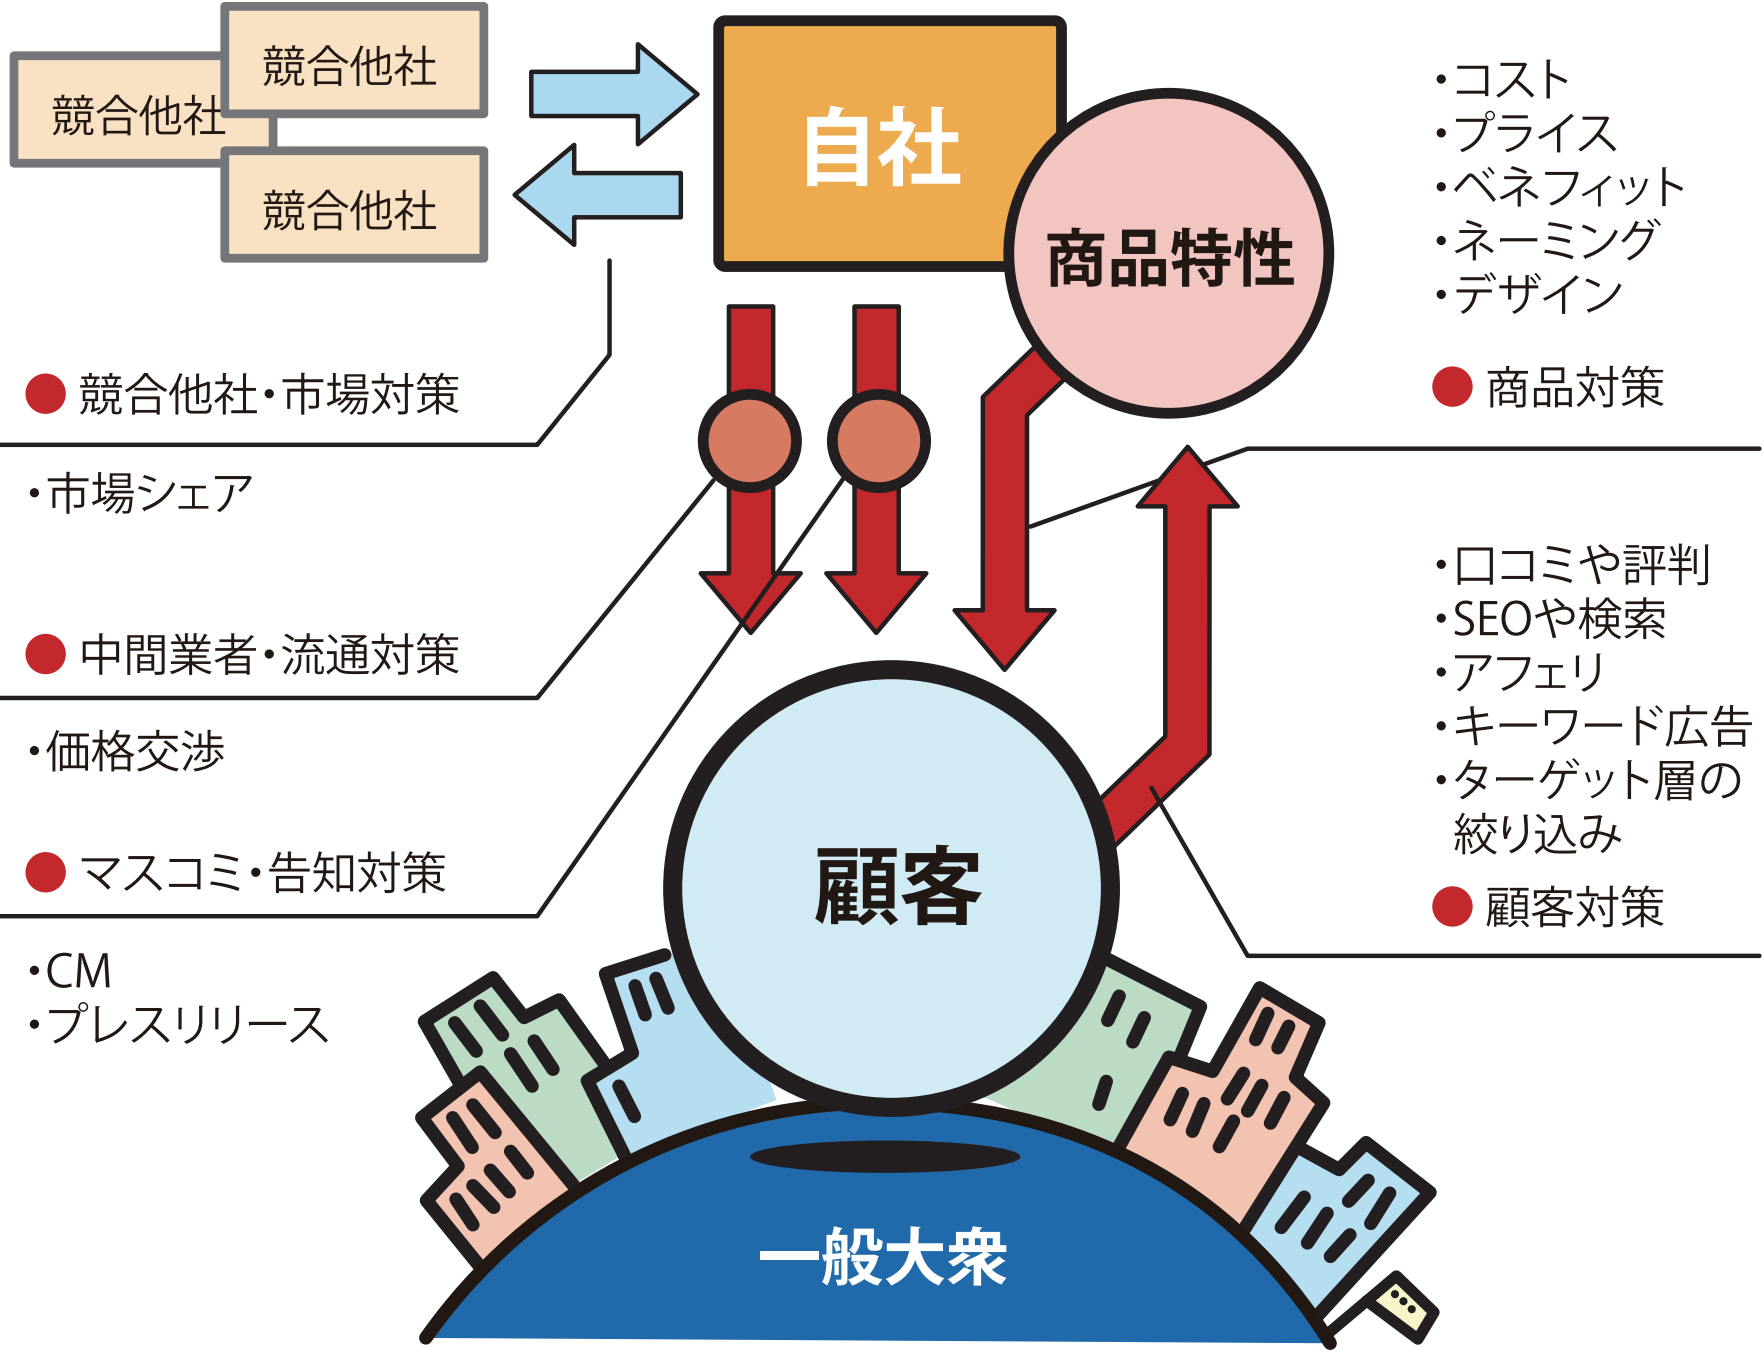 競合他社
競合他社
競合他社
自社
商品特性
・コスト
・プライス
・ベネフィット
・ネーミング
・デザイン
●商品対策
●競合他社・市場対策
・市場シェア
●中間業者・流通対策
・価格交渉
●マスコミ・告知対策
・CM
・プレスリリース
・口コミや評判
・SEOや検索
・アフェリ
・キーワード広告
・ターゲット層の
絞り込み
●顧客対策
顧客
一般大衆